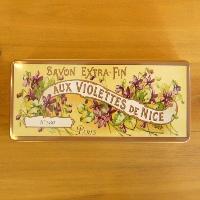 SAVON EXTRA-FIN
AUX VIOLETTES DE NICE
PARIS